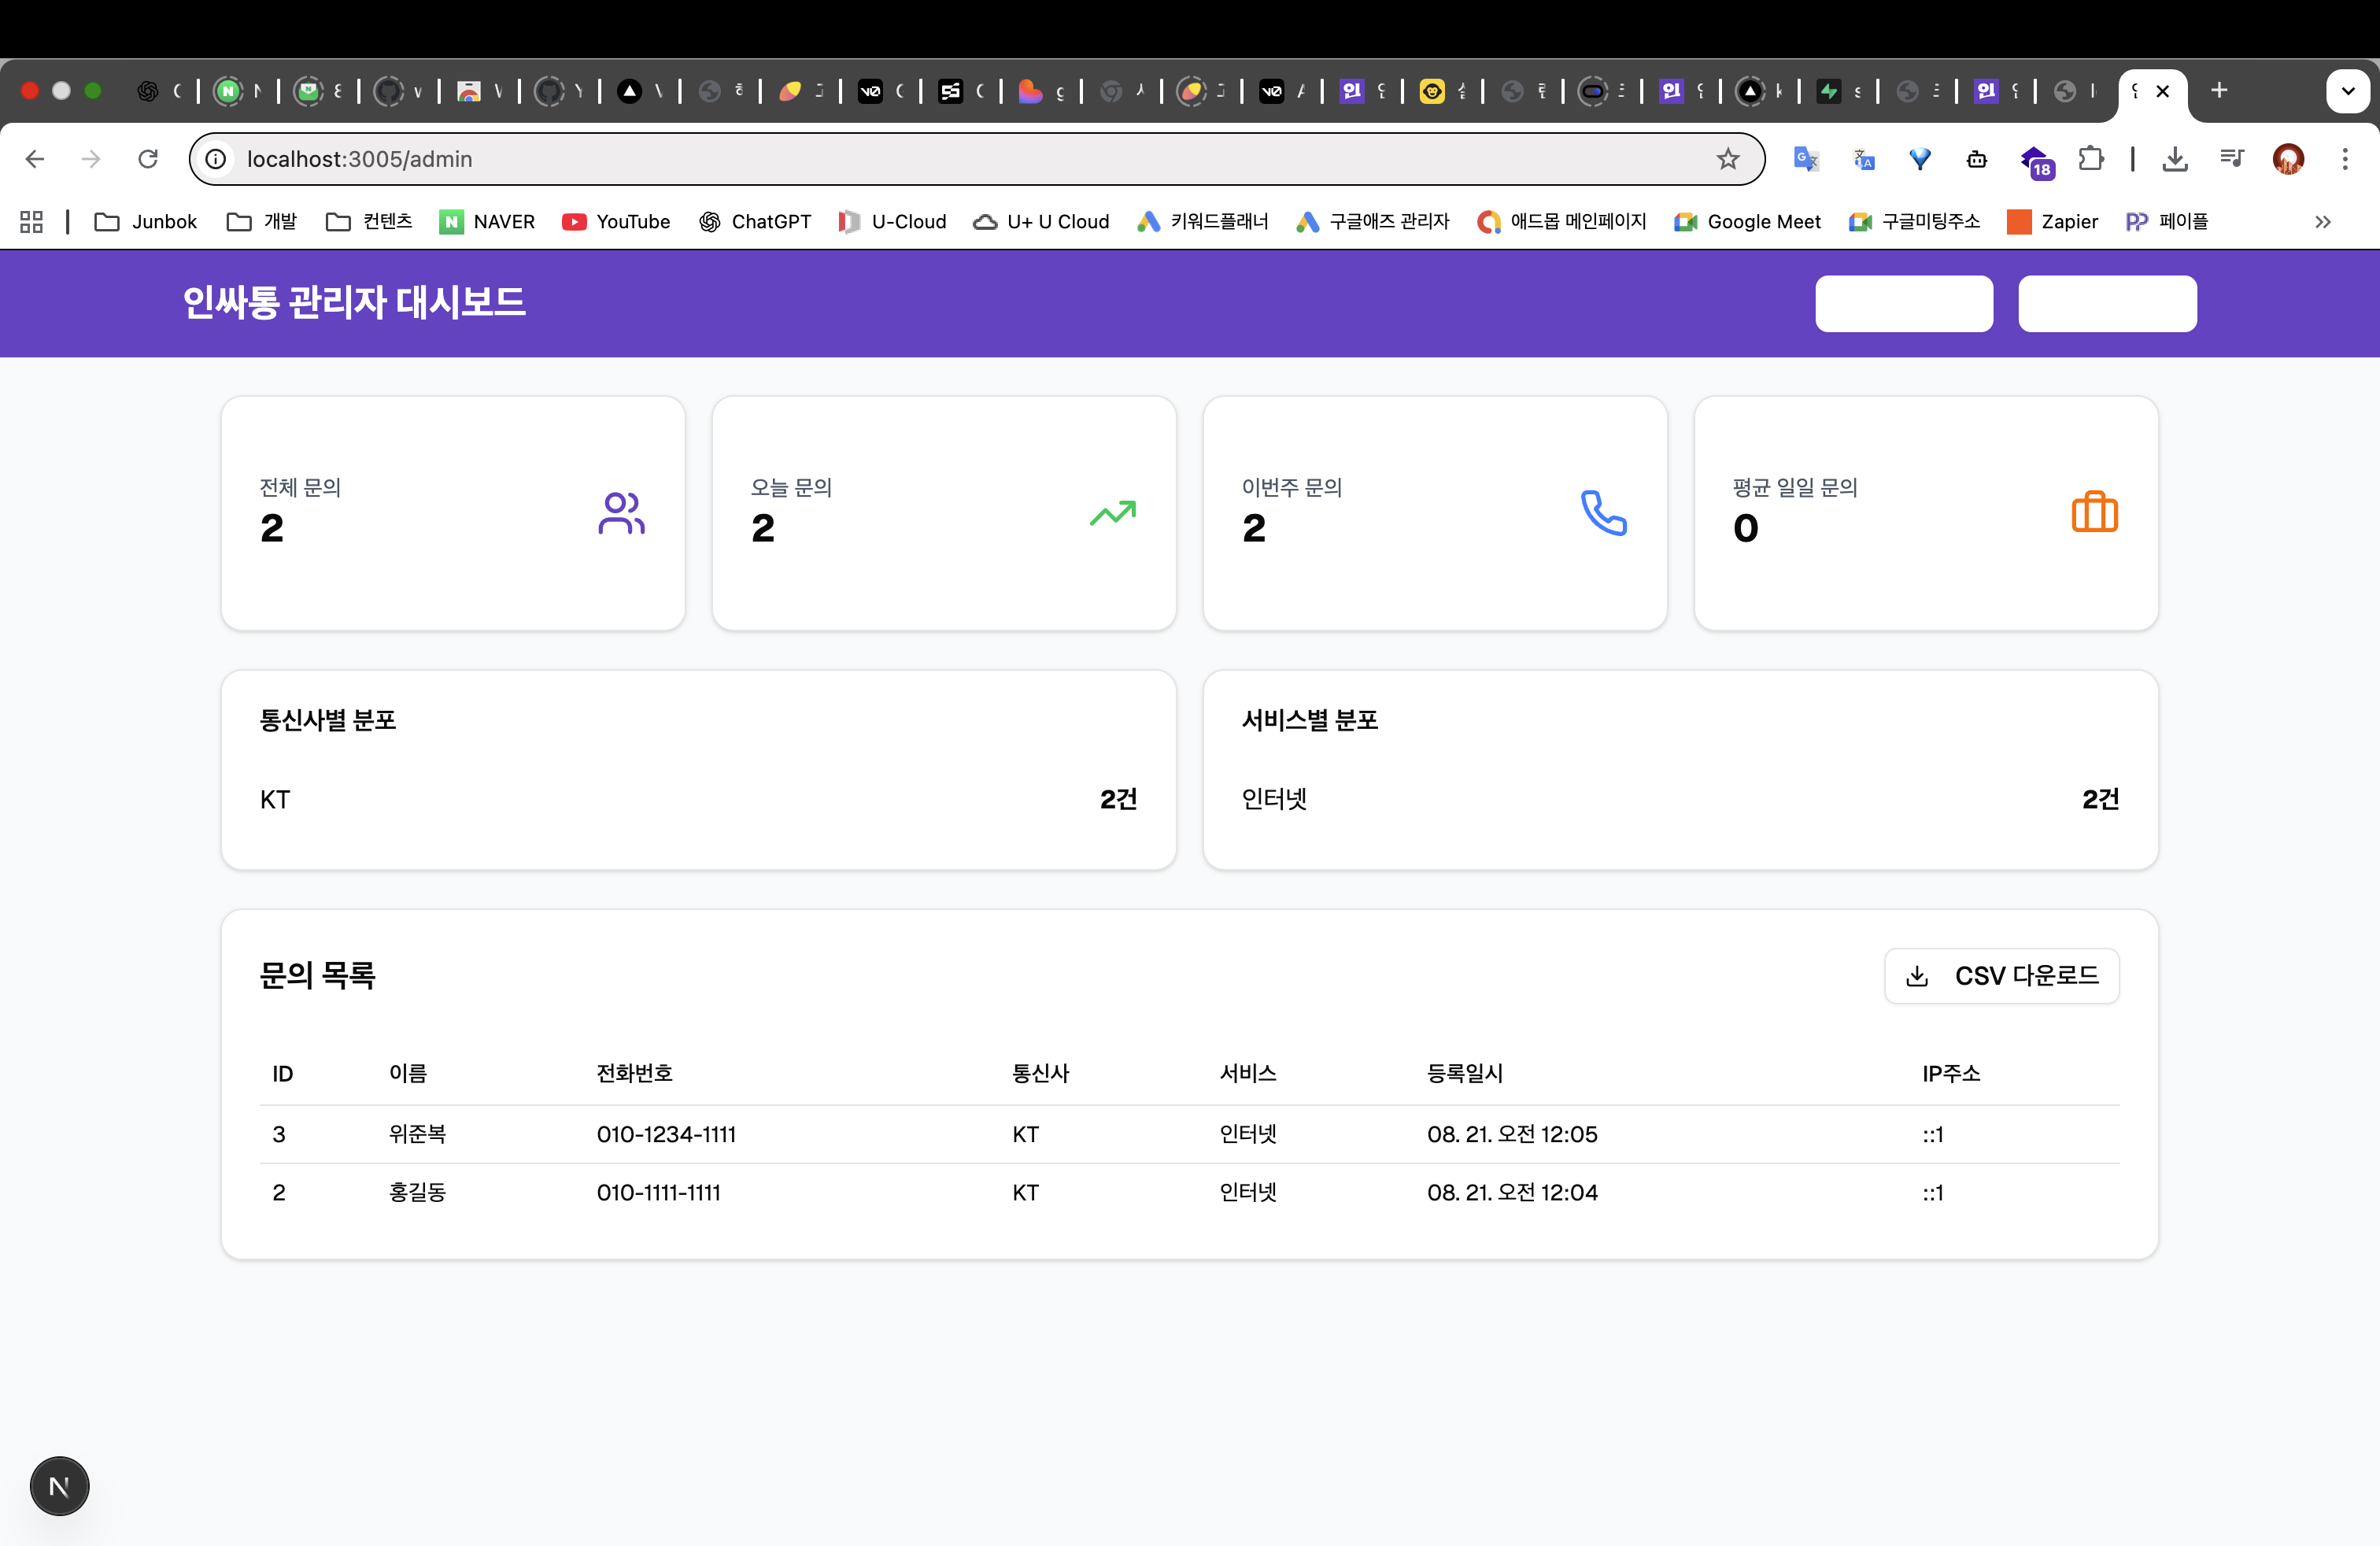 localhost:3005/admin
18
Junbok 개발 컨텐츠 NAVER YouTube ChatGPT U-Cloud U+ U Cloud 키워드플래너 구글애즈 관리자 애드몹 메인페이지 Google Meet 구글미팅주소 Zapier 페이플
인싸통 관리자 대시보드
전체 문의
2
오늘 문의
2
이번주 문의
2
평균 일일 문의
0
통신사별 분포
KT 2건
서비스별 분포
인터넷 2건
문의 목록
CSV 다운로드
ID 이름 전화번호 통신사 서비스 등록일시 IP주소
3 위준복 010-1234-1111 KT 인터넷 08. 21. 오전 12:05 ::1
2 홍길동 010-1111-1111 KT 인터넷 08. 21. 오전 12:04 ::1
N